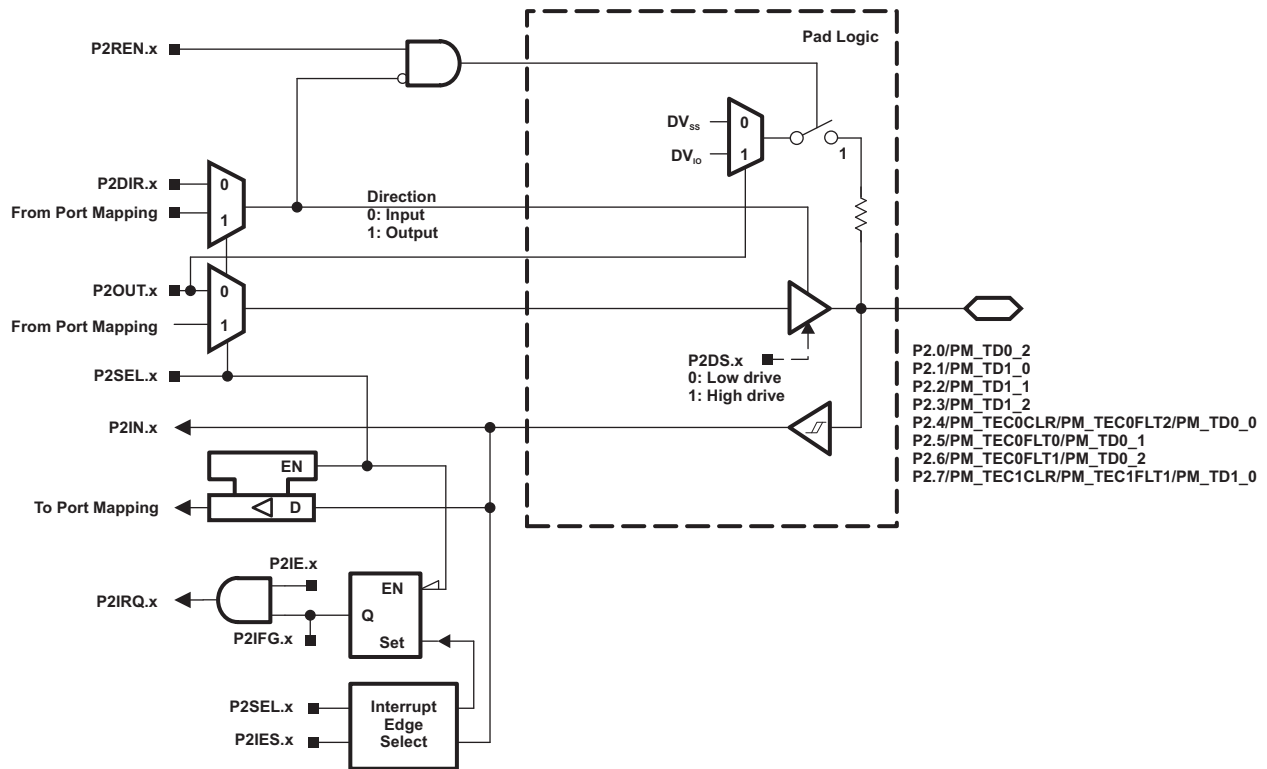 Pad Logic
P2REN.x
DVSS
0
DVIO
1
1
P2DIR.x
0
From Port Mapping
1
Direction
0: Input
1: Output
P2OUT.x
0
From Port Mapping
1
P2DS.x
0: Low drive
1: High drive
P2SEL.x
P2.0/PM_TD0_2
P2.1/PM_TD1_0
P2.2/PM_TD1_1
P2.3/PM_TD1_2
P2.4/PM_TEC0CLR/PM_TEC0FLT2/PM_TD0_0
P2.5/PM_TEC0FLT0/PM_TD0_1
P2.6/PM_TEC0FLT1/PM_TD0_2
P2.7/PM_TEC1CLR/PM_TEC1FLT1/PM_TD1_0
P2IN.x
EN
To Port Mapping
D
P2IE.x
EN
P2IRQ.x
Q
P2IFG.x
Set
P2SEL.x
Interrupt
Edge
Select
P2IES.x